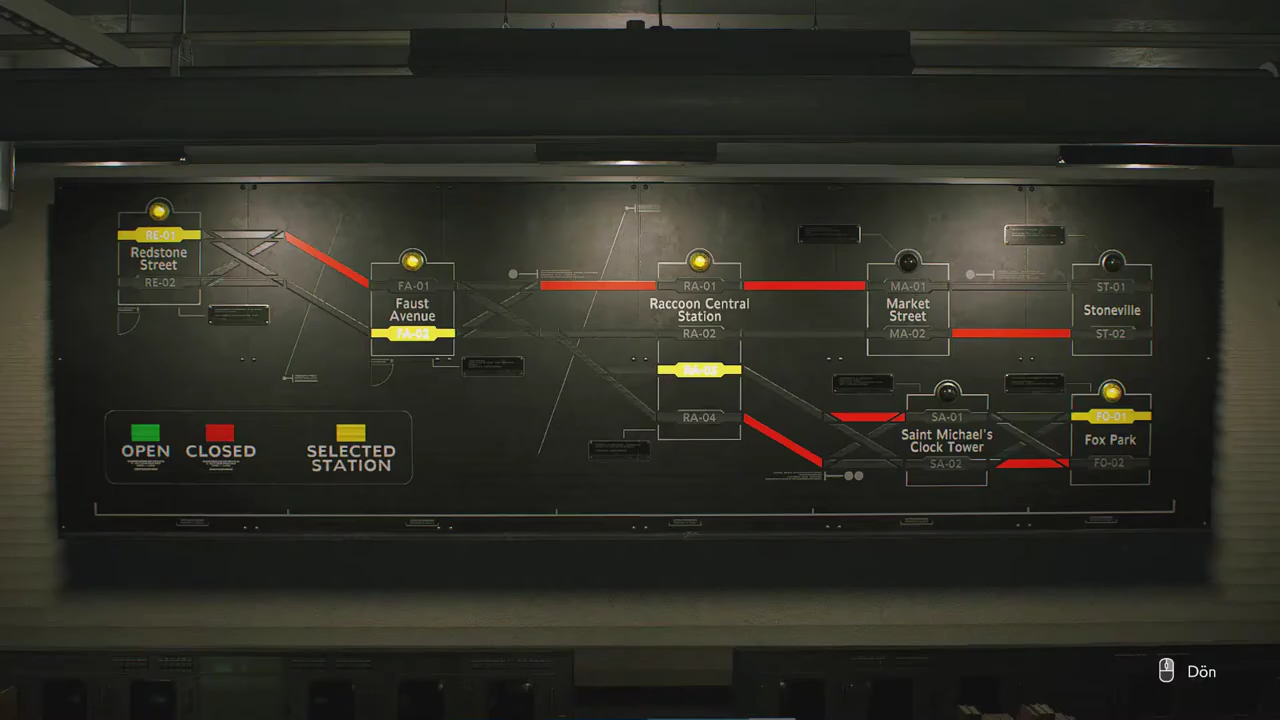 RE-01
Redstone
Street
RE-02
FA-01
Faust
Avenue
FA-02
RA-01
Raccoon Central
Station
RA-02
RA-03
RA-04
MA-01
Market
Street
MA-02
ST-01
Stoneville
ST-02
SA-01
Saint Michael's
Clock Tower
SA-02
FO-01
Fox Park
FO-02
OPEN
CLOSED
SELECTED
STATION
Dön